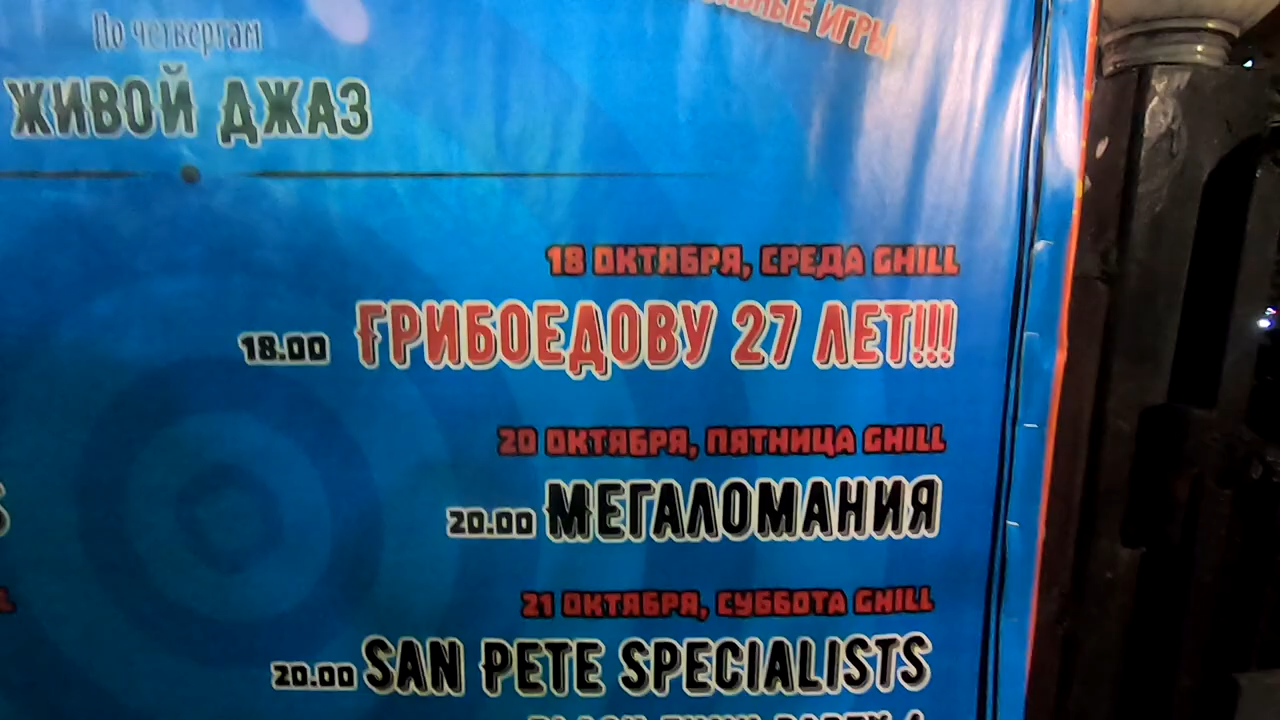 ИГРЫ
По четвергам
ЖИВОЙ ДЖАЗ
18 ОКТЯБРЯ, СРЕДА CHILL
18.00 ГРИБОЕДОВУ 27 ЛЕТ!!!
20 ОКТЯБРЯ, ПЯТНИЦА CHILL
20.00 МЕГАЛОМАНИЯ
21 ОКТЯБРЯ, СУББОТА CHILL
20.00 SAN PETE SPECIALISTS